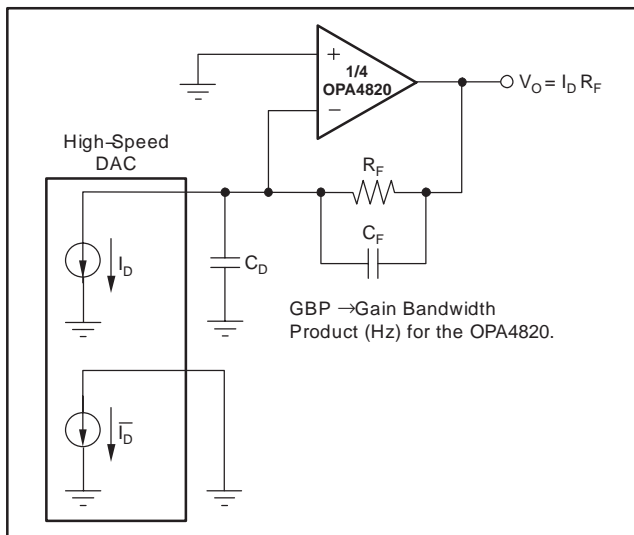 +
1/4
OPA4820
−
V_O = I_D R_F
High–Speed
DAC
R_F
C_F
I_D
C_D
GBP →Gain Bandwidth
Product (Hz) for the OPA4820.
I̅_D